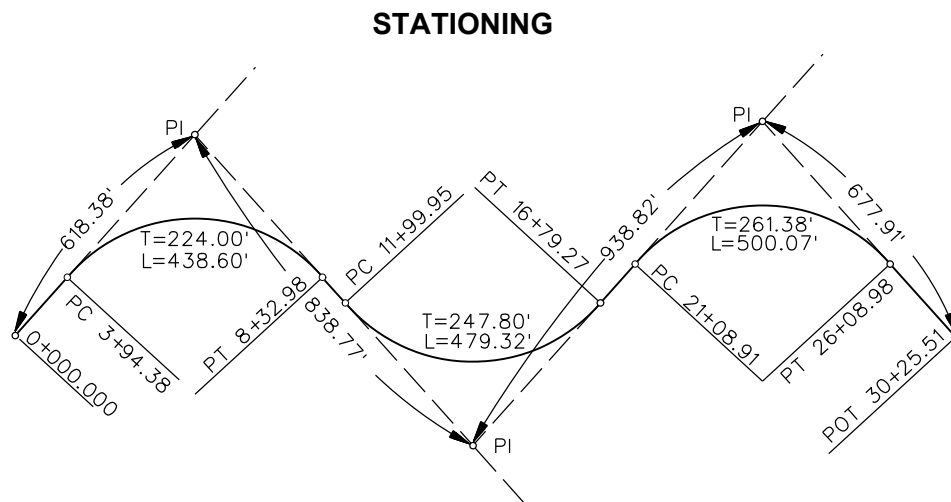 STATIONING
PI
618.38'
T=224.00'
L=438.60'
0+000.000
PC 3+94.38
PT 8+32.98
838.77'
PC 11+99.95
PT 16+79.27
T=247.80'
L=479.32'
PI
938.82'
PI
T=261.38'
L=500.07'
677.91'
PC 21+08.91
PT 26+08.98
POT 30+25.51